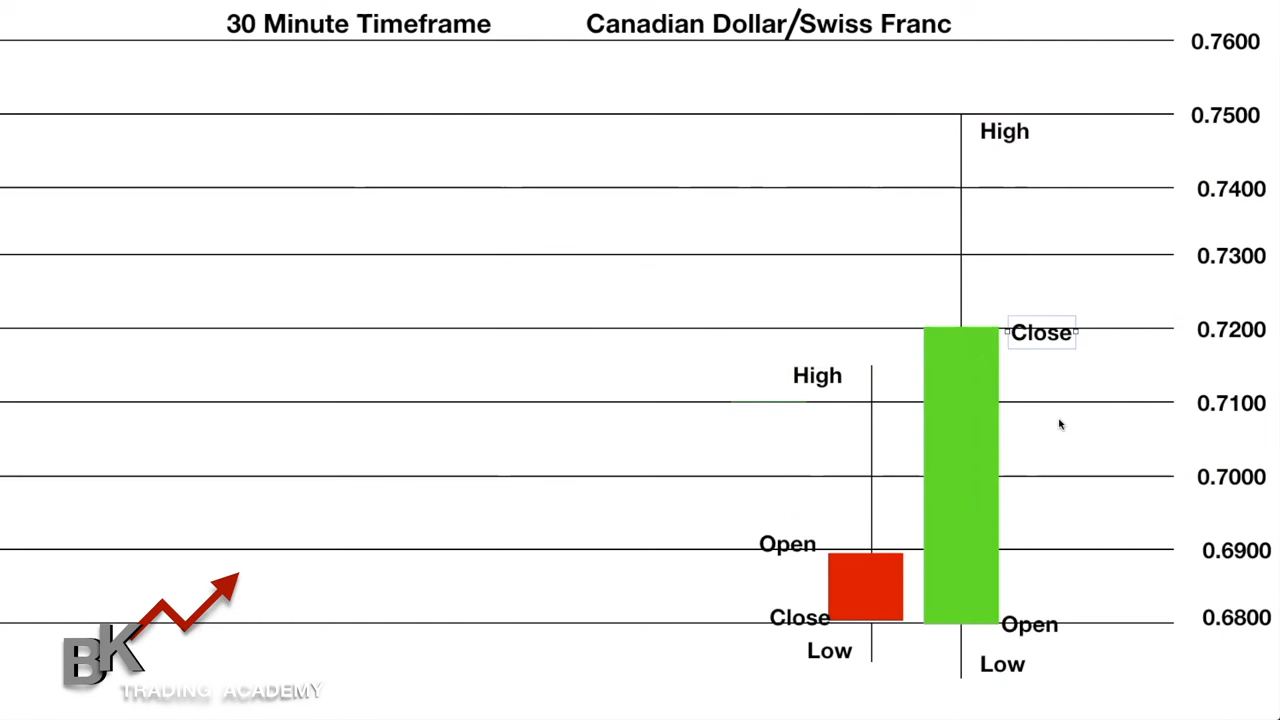 30 Minute Timeframe
Canadian Dollar/Swiss Franc
0.7600
0.7500
High
0.7400
0.7300
0.7200
Close
High
0.7100
0.7000
Open
0.6900
Close
0.6800
Open
Low
Low
BK
TRADING ACADEMY